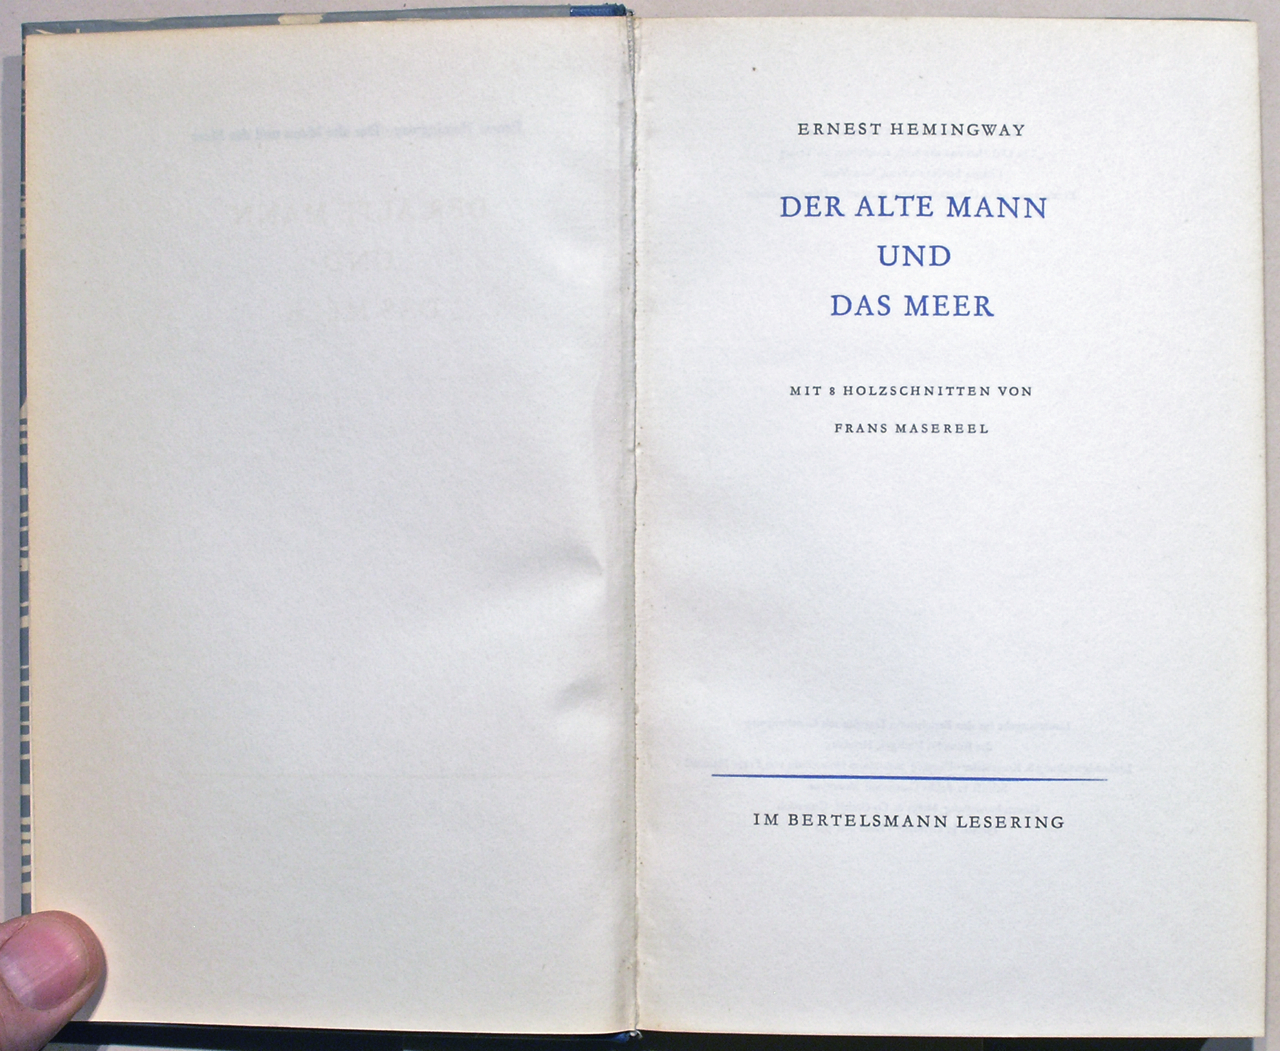 ERNEST HEMINGWAY
DER ALTE MANN
UND
DAS MEER
MIT 8 HOLZSCHNITTEN VON
FRANS MASEREEL
IM BERTELSMANN LESERING